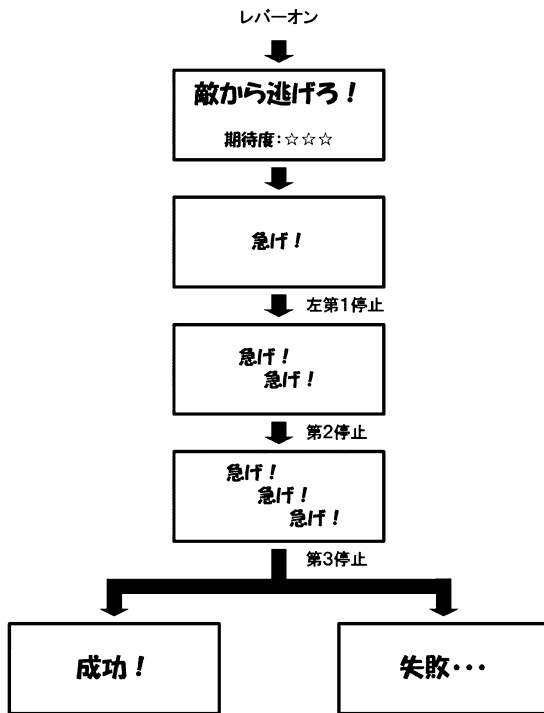 レバーオン
敵から逃げろ！
期待度：☆☆☆
急げ！
左第1停止
急げ！
急げ！
第2停止
急げ！
急げ！
急げ！
第3停止
成功！
失敗・・・